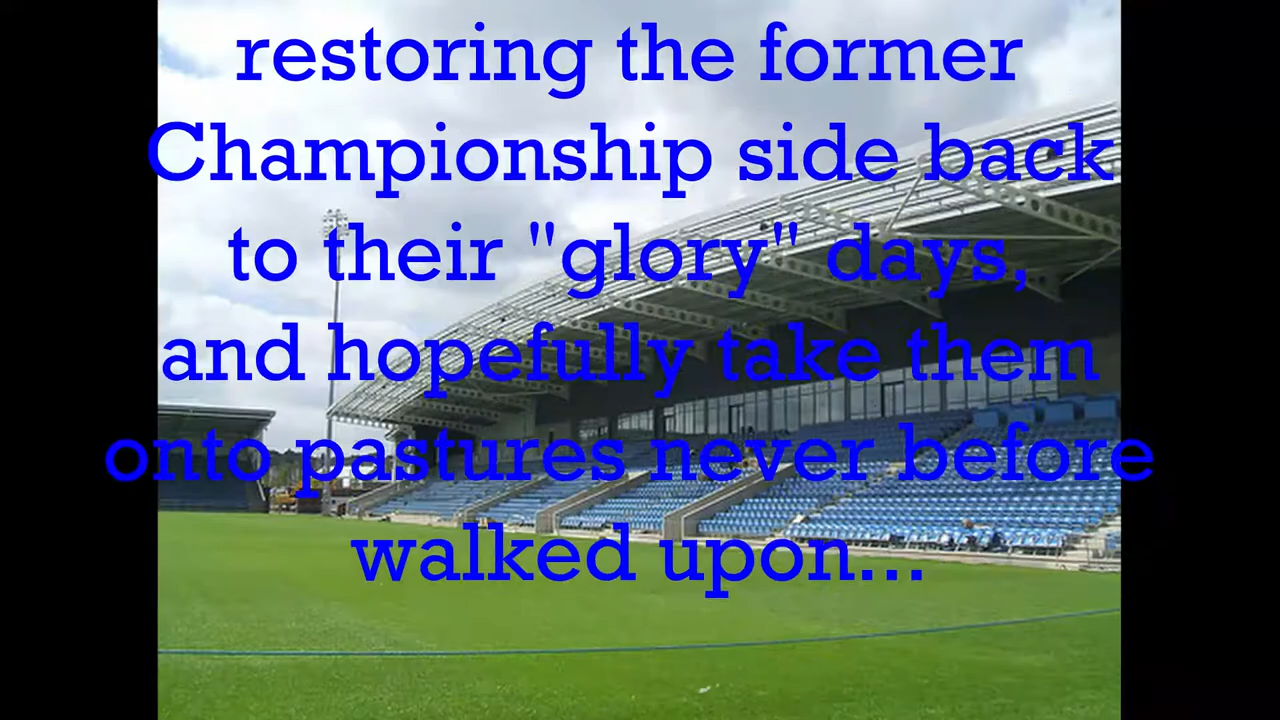 restoring the former
Championship side back
to their "glory" days,
and hopefully take them
onto pastures never before
walked upon...